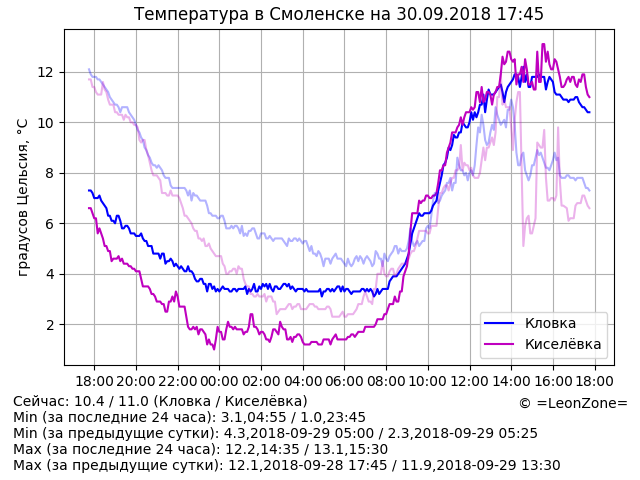 Температура в Смоленске на 30.09.2018 17:45
градусов Цельсия, °C
12
10
8
6
4
2
Кловка
Киселёвка
18:00 20:00 22:00 00:00 02:00 04:00 06:00 08:00 10:00 12:00 14:00 16:00 18:00
Сейчас: 10.4 / 11.0 (Кловка / Киселёвка)
© =LeonZone=
Min (за последние 24 часа): 3.1,04:55 / 1.0,23:45
Min (за предыдущие сутки): 4.3,2018-09-29 05:00 / 2.3,2018-09-29 05:25
Max (за последние 24 часа): 12.2,14:35 / 13.1,15:30
Max (за предыдущие сутки): 12.1,2018-09-28 17:45 / 11.9,2018-09-29 13:30